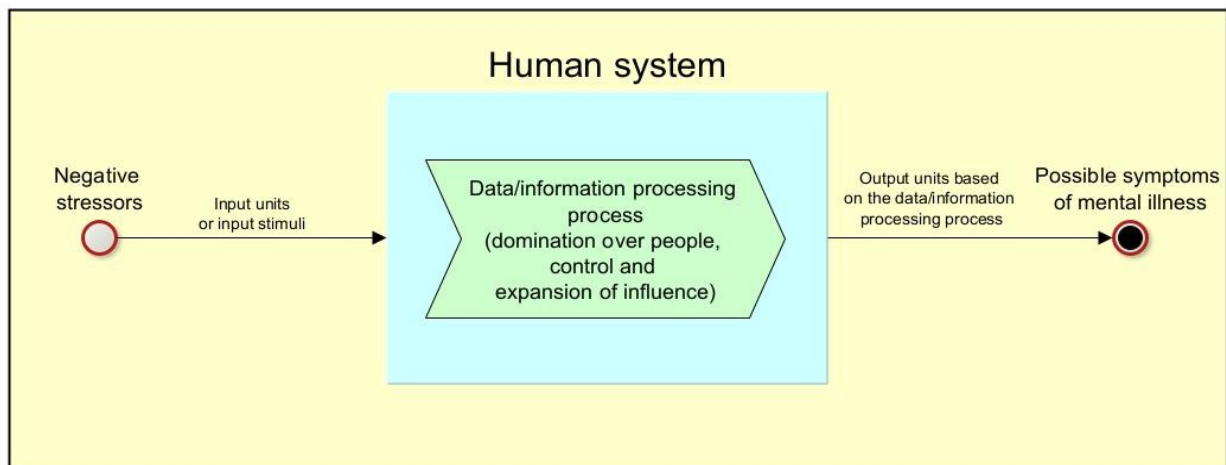 Human system
Negative
stressors
Input units
or input stimuli
Data/information processing
process
(domination over people,
control and
expansion of influence)
Output units based
on the data/information
processing process
Possible symptoms
of mental illness